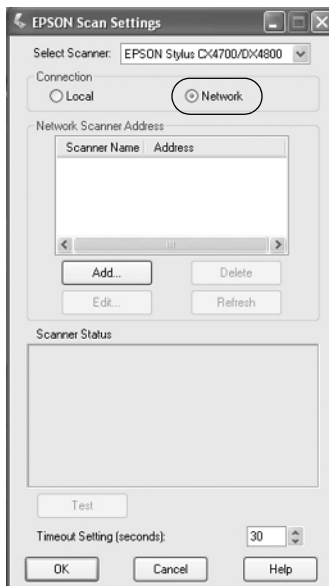 EPSON Scan Settings
Select Scanner: EPSON Stylus CX4700/DX4800
Connection
Local Network
Network Scanner Address
Scanner Name Address
Add... Delete
Edit... Refresh
Scanner Status
Test
Timeout Setting (seconds): 30
OK Cancel Help